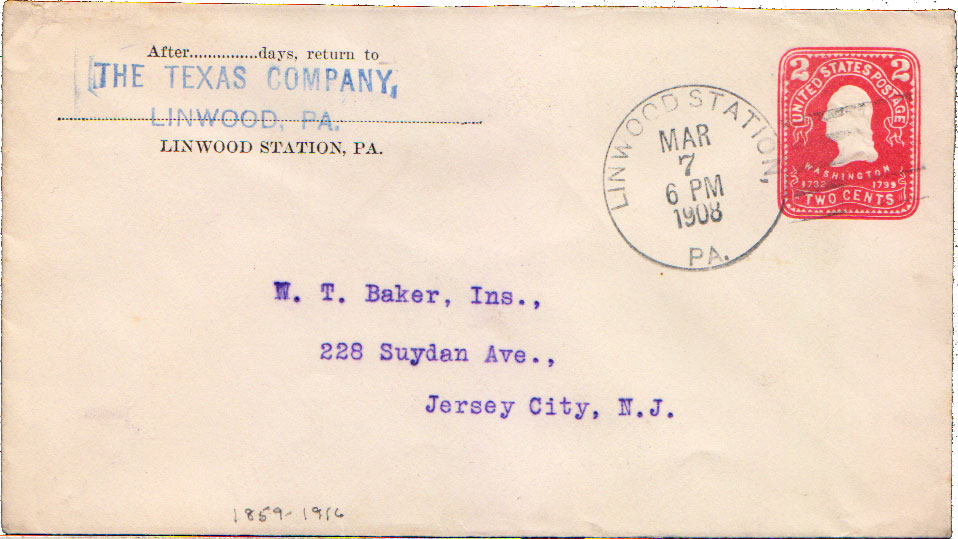 After...............days, return to
THE TEXAS COMPANY,
LINWOOD, PA.
LINWOOD STATION, PA.
LINWOOD STATION,
MAR
7
6 PM
1908
PA.
2 2
UNITED STATES POSTAGE
WASHINGTON
1732 1799
TWO CENTS
W. T. Baker, Ins.,
228 Suydan Ave.,
Jersey City, N.J.
1859-1916